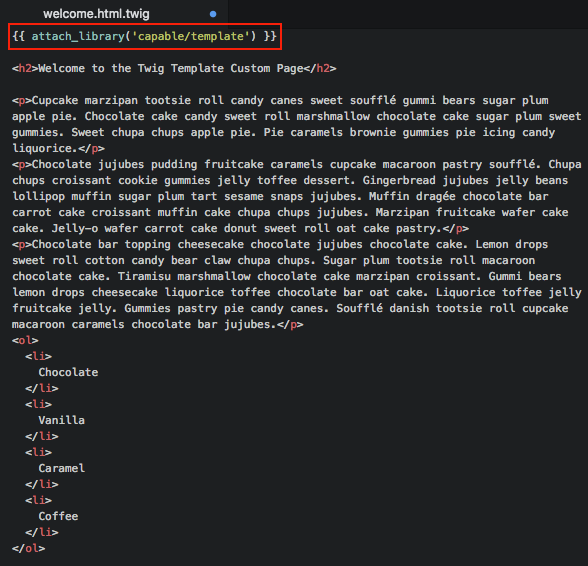 welcome.html.twig
{{ attach_library('capable/template') }}
<h2>Welcome to the Twig Template Custom Page</h2>
<p>Cupcake marzipan tootsie roll candy canes sweet soufflé gummi bears sugar plum
apple pie. Chocolate cake candy sweet roll marshmallow chocolate cake sugar plum sweet
gummies. Sweet chupa chups apple pie. Pie caramels brownie gummies pie icing candy
liquorice.</p>
<p>Chocolate jujubes pudding fruitcake caramels cupcake macaroon pastry soufflé. Chupa
chups croissant cookie gummies jelly toffee dessert. Gingerbread jujubes jelly beans
lollipop muffin sugar plum tart sesame snaps jujubes. Muffin dragée chocolate bar
carrot cake croissant muffin cake chupa chups jujubes. Marzipan fruitcake wafer cake
cake. Jelly-o wafer carrot cake donut sweet roll oat cake pastry.</p>
<p>Chocolate bar topping cheesecake chocolate jujubes chocolate cake. Lemon drops
sweet roll cotton candy bear claw chupa chups. Sugar plum tootsie roll macaroon
chocolate cake. Tiramisu marshmallow chocolate cake marzipan croissant. Gummi bears
lemon drops cheesecake liquorice toffee chocolate bar oat cake. Liquorice toffee jelly
fruitcake jelly. Gummies pastry pie candy canes. Soufflé danish tootsie roll cupcake
macaroon caramels chocolate bar jujubes.</p>
<ol>
<li>
Chocolate
</li>
<li>
Vanilla
</li>
<li>
Caramel
</li>
<li>
Coffee
</li>
</ol>